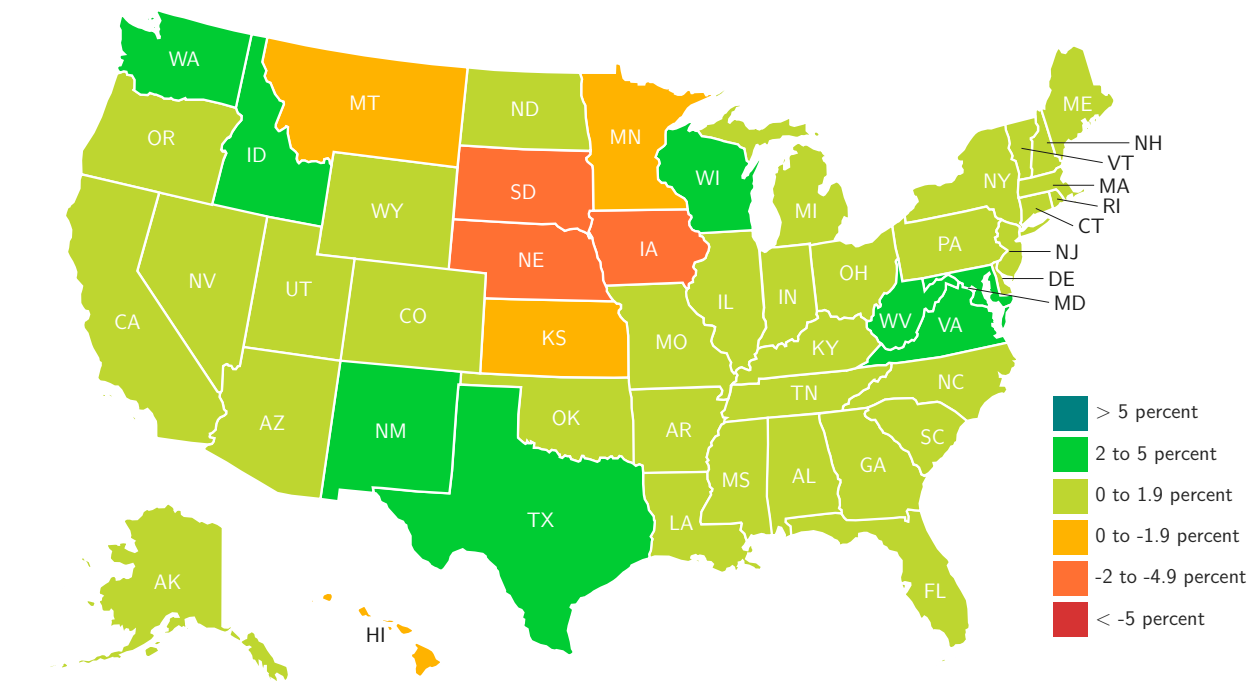 WA
MT
ND
MN
ME
OR
ID
SD
WI
NH
VT
WY
NY
MA
MI
RI
CT
NV
NE
IA
PA
NJ
UT
OH
DE
CO
IL
IN
MD
CA
WV
VA
KS
MO
KY
NC
TN
AZ
NM
OK
AR
SC
> 5 percent
MS
AL
GA
2 to 5 percent
TX
LA
0 to 1.9 percent
0 to -1.9 percent
AK
FL
-2 to -4.9 percent
HI
< -5 percent